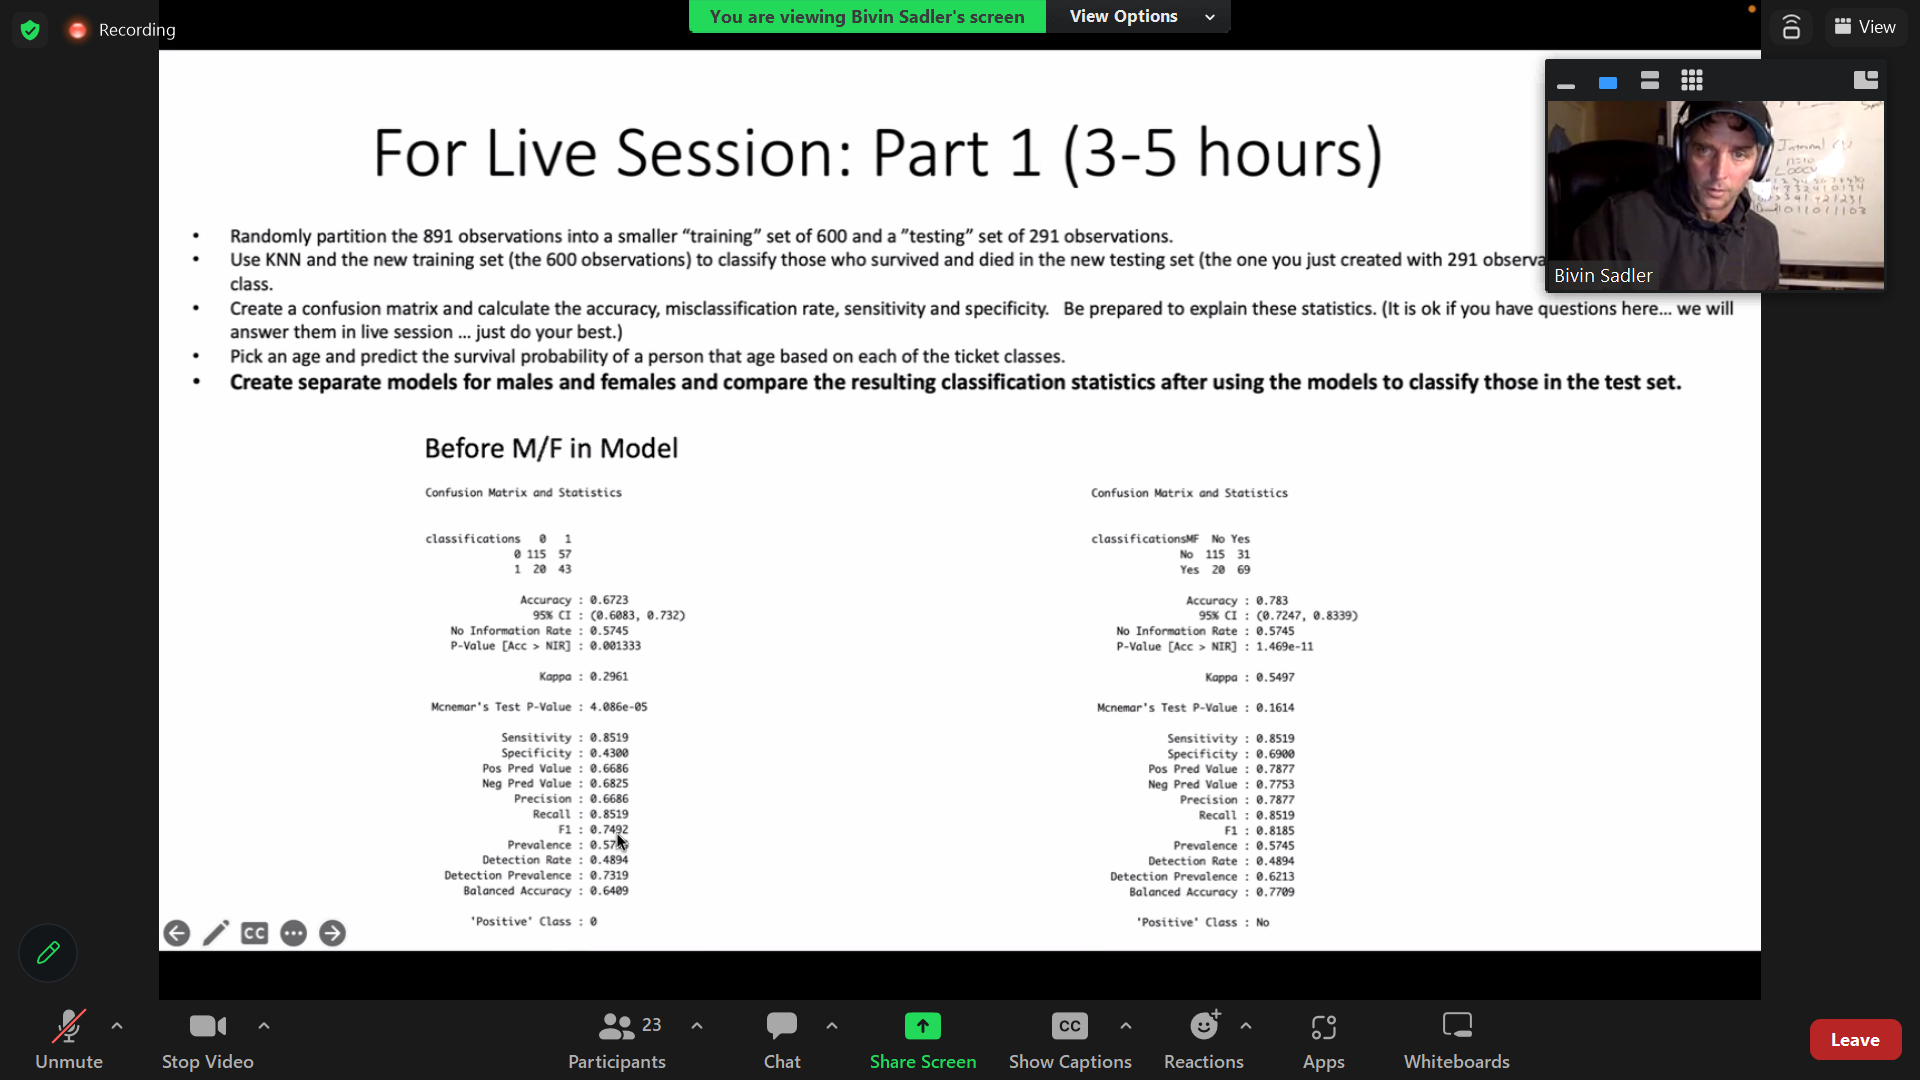 You are viewing Bivin Sadler's screen
View Options
Recording
View
For Live Session: Part 1 (3-5 hours)
• Randomly partition the 891 observations into a smaller “training” set of 600 and a ”testing” set of 291 observations.
• Use KNN and the new training set (the 600 observations) to classify those who survived and died in the new testing set (the one you just created with 291
class.
• Create a confusion matrix and calculate the accuracy, misclassification rate, sensitivity and specificity. Be prepared to explain these statistics. (It is ok if you have questions here... we will
answer them in live session ... just do your best.)
• Pick an age and predict the survival probability of a person that age based on each of the ticket classes.
• Create separate models for males and females and compare the resulting classification statistics after using the models to classify those in the test set.
Bivin Sadler
Internal
n=10
LOOCV
Before M/F in Model
Confusion Matrix and Statistics
classifications 0 1
0 115 57
1 20 43
Accuracy : 0.6723
95% CI : (0.6083, 0.732)
No Information Rate : 0.5745
P-Value [Acc > NIR] : 0.001333
Kappa : 0.2961
Mcnemar's Test P-Value : 4.086e-05
Sensitivity : 0.8519
Specificity : 0.4300
Pos Pred Value : 0.6686
Neg Pred Value : 0.6825
Precision : 0.6686
Recall : 0.8519
F1 : 0.7492
Prevalence :
Detection Rate : 0.4894
Detection Prevalence : 0.7319
Balanced Accuracy : 0.6409
'Positive' Class : 0
Confusion Matrix and Statistics
classificationsMF No Yes
No 115 31
Yes 20 69
Accuracy : 0.783
95% CI : (0.7247, 0.8339)
No Information Rate : 0.5745
P-Value [Acc > NIR] : 1.469e-11
Kappa : 0.5497
Mcnemar's Test P-Value : 0.1614
Sensitivity : 0.8519
Specificity : 0.6900
Pos Pred Value : 0.7877
Neg Pred Value : 0.7753
Precision : 0.7877
Recall : 0.8519
F1 : 0.8185
Prevalence : 0.5745
Detection Rate : 0.4894
Detection Prevalence : 0.6213
Balanced Accuracy : 0.7709
'Positive' Class : No
CC
Unmute
Stop Video
23
Participants
Chat
Share Screen
CC
Show Captions
Reactions
Apps
Whiteboards
Leave